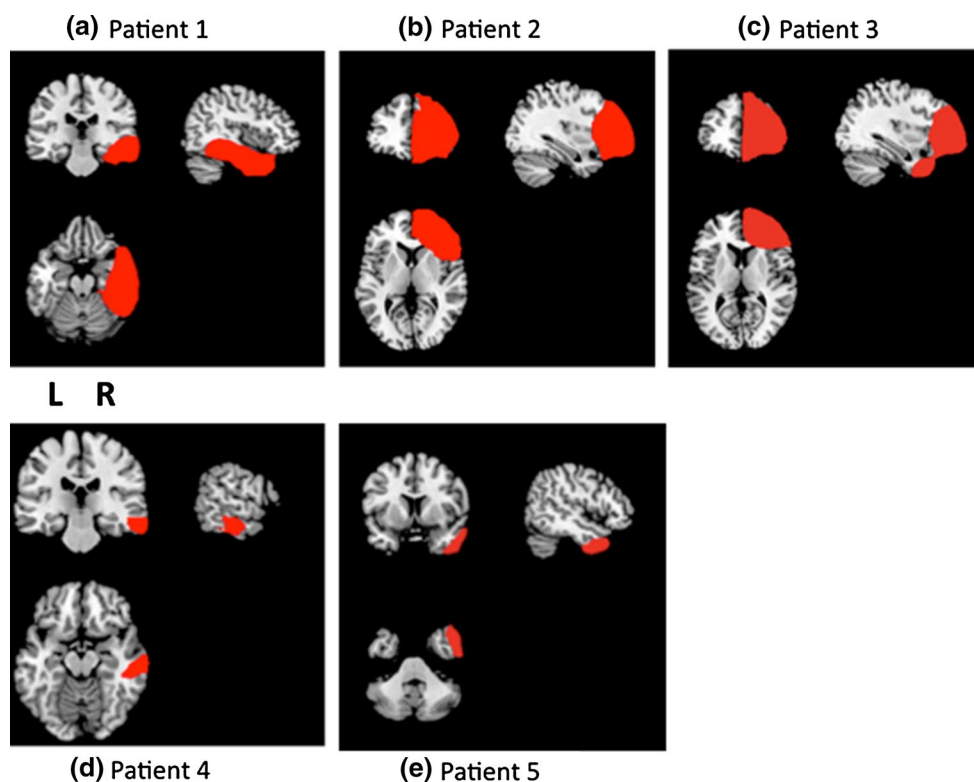 (a) Patient 1
(b) Patient 2
(c) Patient 3
L R
(d) Patient 4
(e) Patient 5